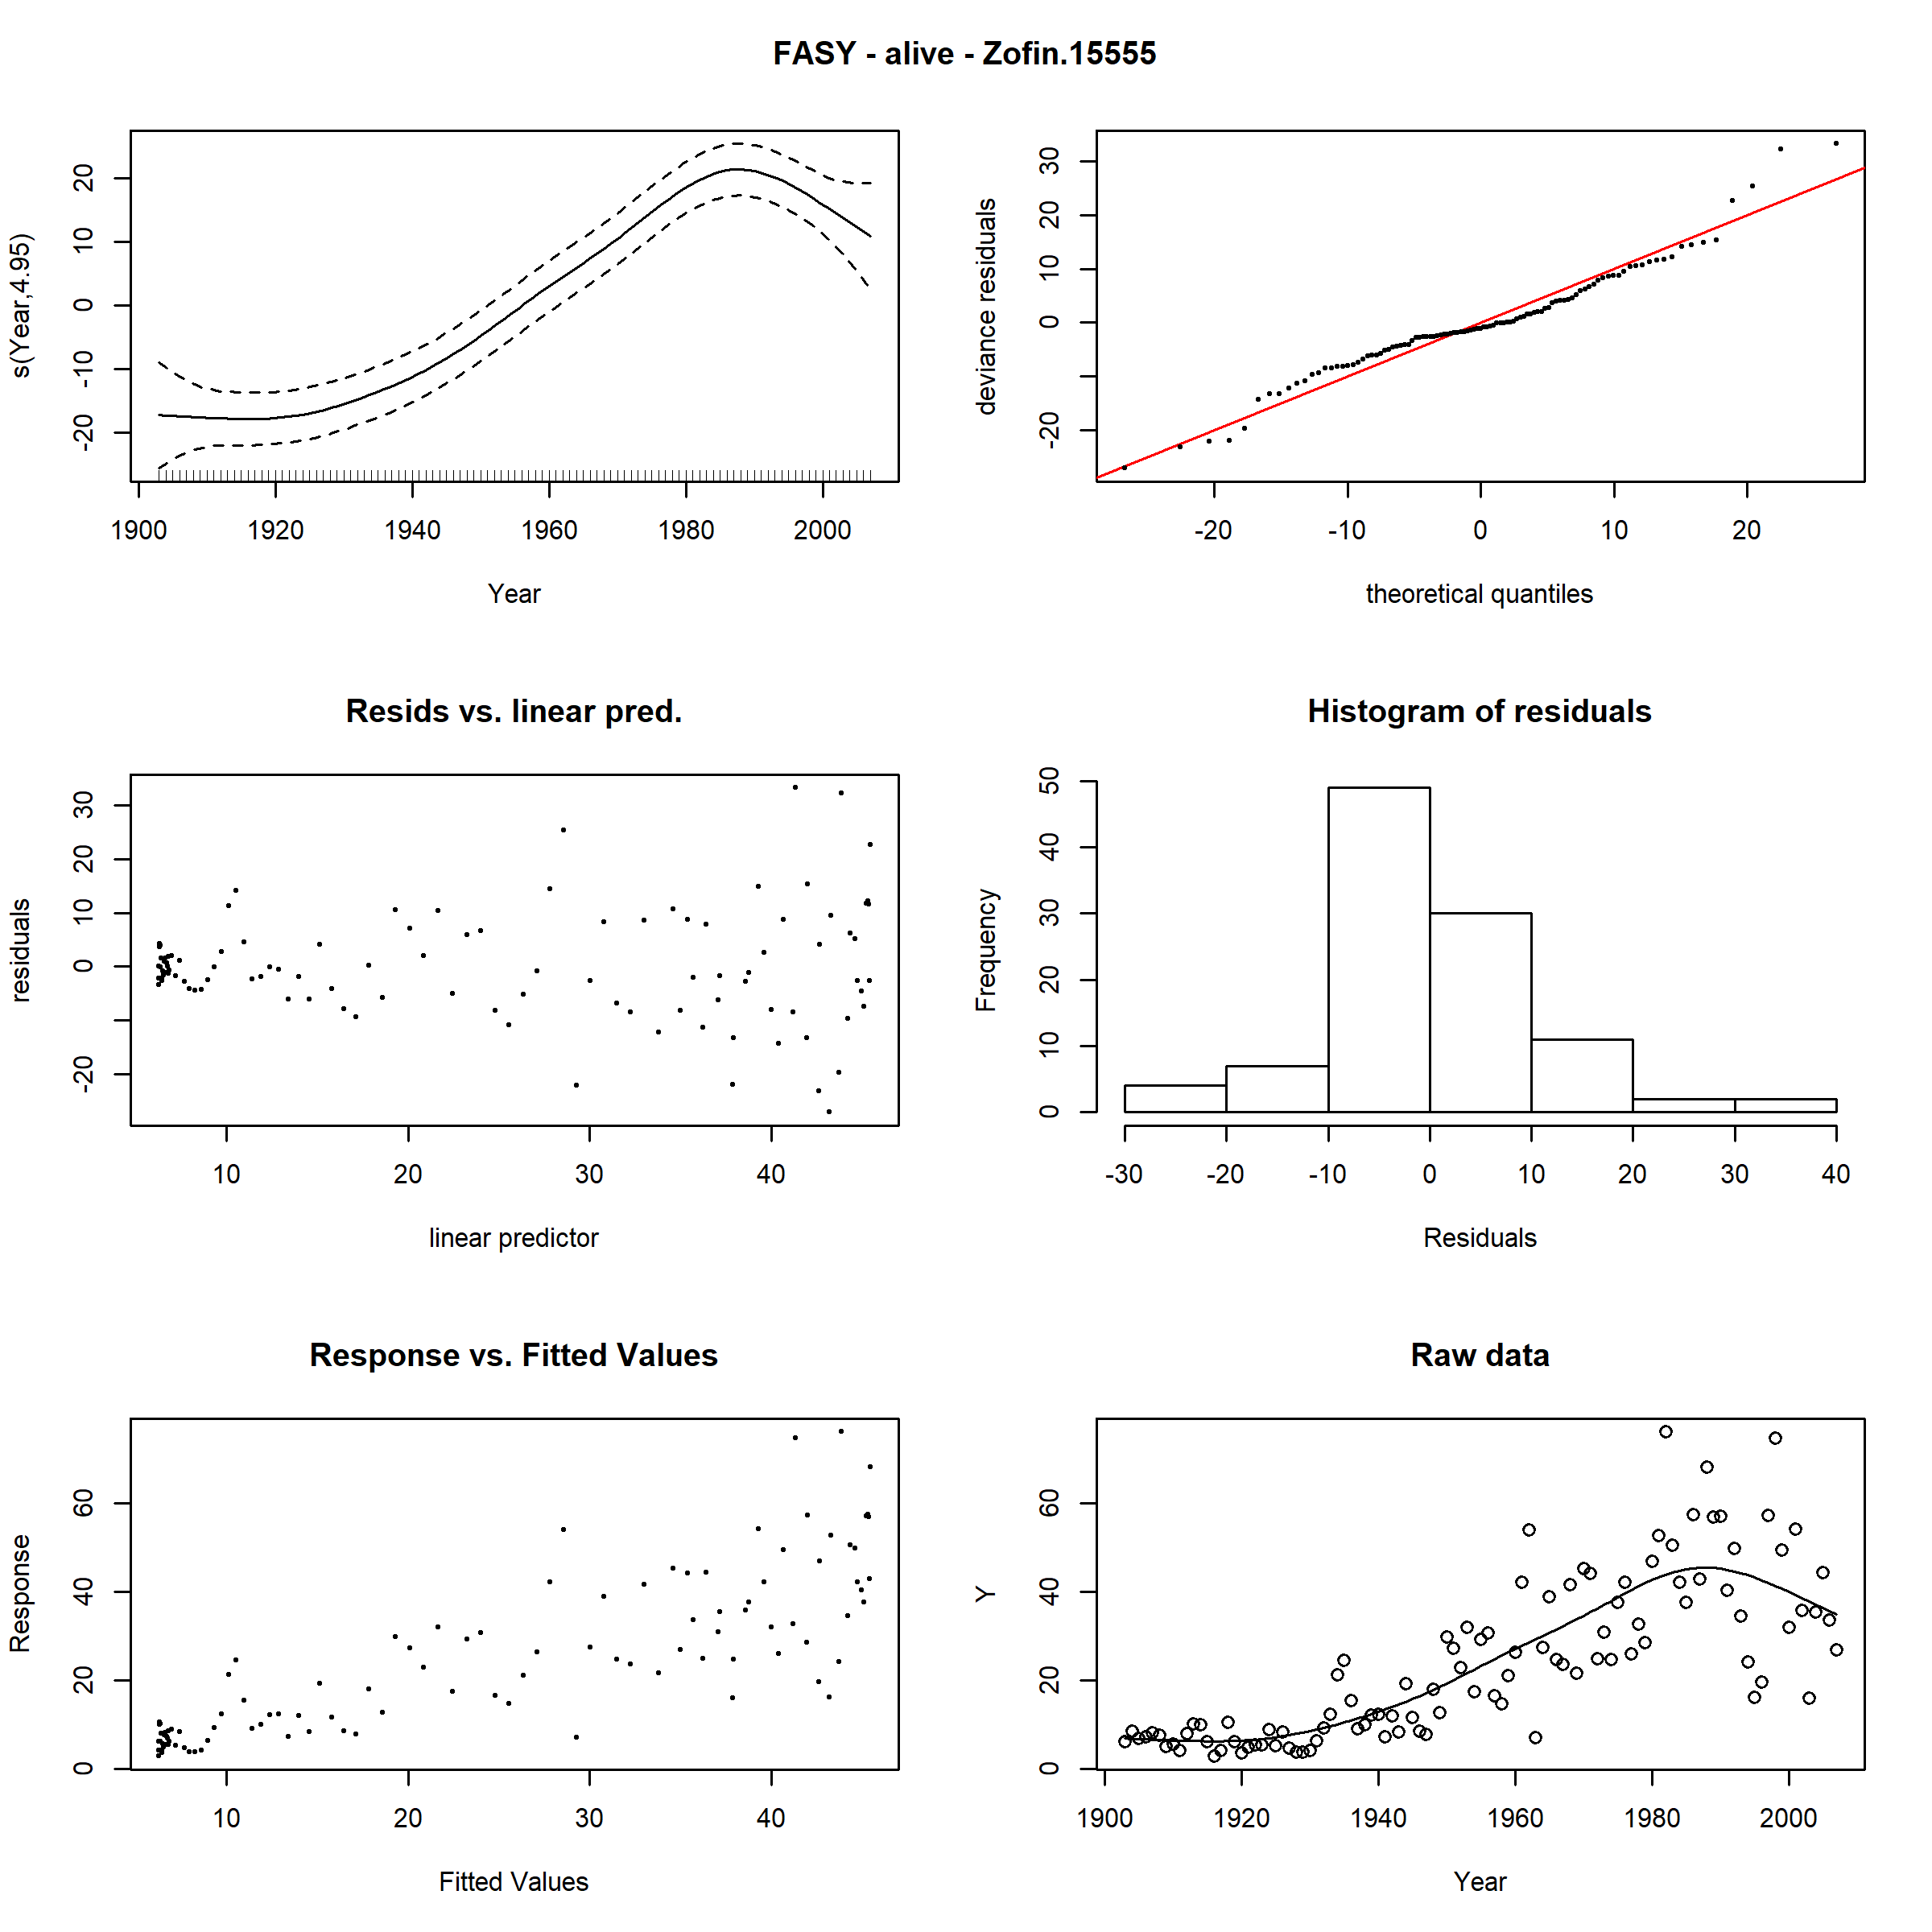 FASY - alive - Zofin.15555
s(Year,4.95)
20
10
0
-10
-20
1900 1920 1940 1960 1980 2000
Year
deviance residuals
30
20
10
0
-20
-20 -10 0 10 20
theoretical quantiles
Resids vs. linear pred.
residuals
30
20
10
0
-20
10 20 30 40
linear predictor
Histogram of residuals
Frequency
50
40
30
20
10
0
-30 -20 -10 0 10 20 30 40
Residuals
Response vs. Fitted Values
Response
60
40
20
0
10 20 30 40
Fitted Values
Raw data
Y
60
40
20
0
1900 1920 1940 1960 1980 2000
Year